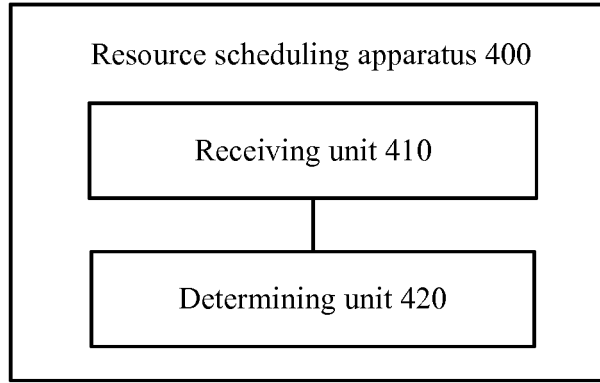 Resource scheduling apparatus 400
Receiving unit 410
Determining unit 420